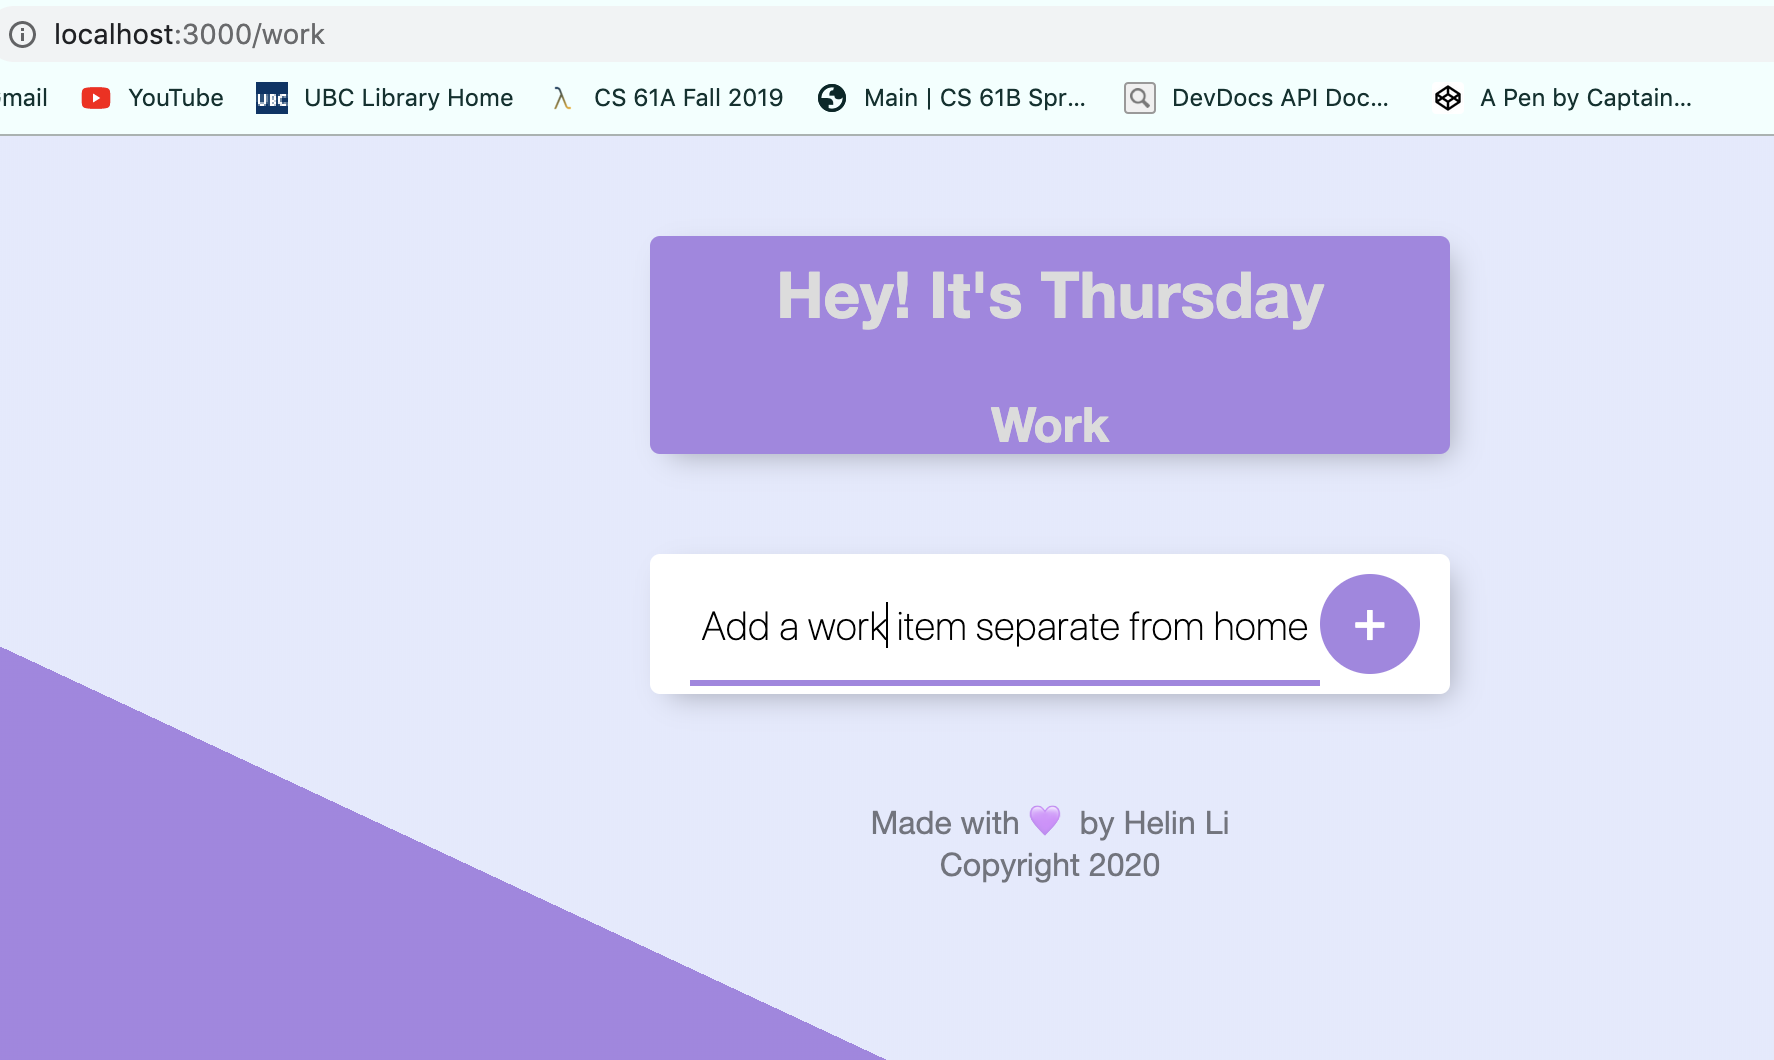 localhost:3000/work
mail YouTube UBC UBC Library Home CS 61A Fall 2019 Main | CS 61B Spr... DevDocs API Doc... A Pen by Captain...
Hey! It's Thursday
Work
Add a work item separate from home +
Made with 💜 by Helin Li
Copyright 2020